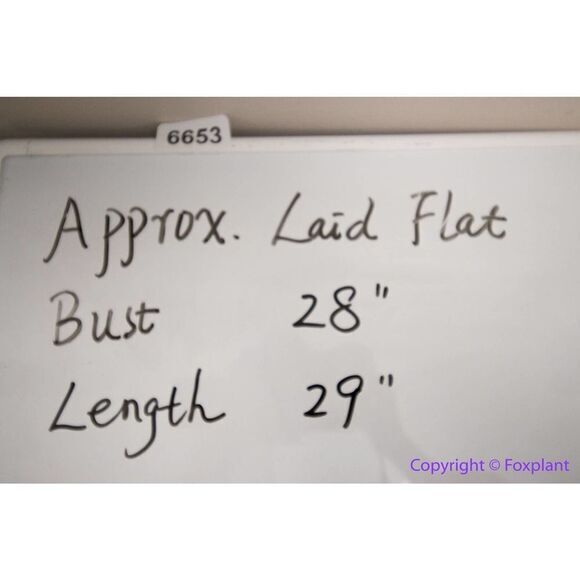 6653
Approx. Laid Flat
Bust 28"
Length 29"
Copyright © Foxplant